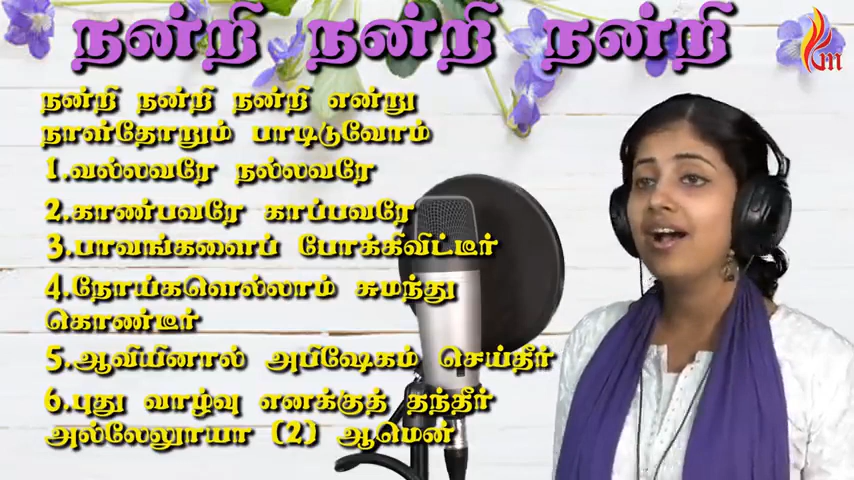 நன்றி நன்றி நன்றி
நன்றி நன்றி நன்றி என்று
நாள்தோறும் பாடிடுவோம்
1.வல்லவரே நல்லவரே
2.காண்பவரே காப்பவரே
3.பாவங்களைப் போக்கிவிட்டீர்
4.நோய்களெல்லாம் சுமந்து
கொண்டீர்
5.ஆவியினால் அபிஷேகம் செய்தீர்
6.புது வாழ்வு எனக்குத் தந்தீர்
அல்லேலூயா (2) ஆமென்